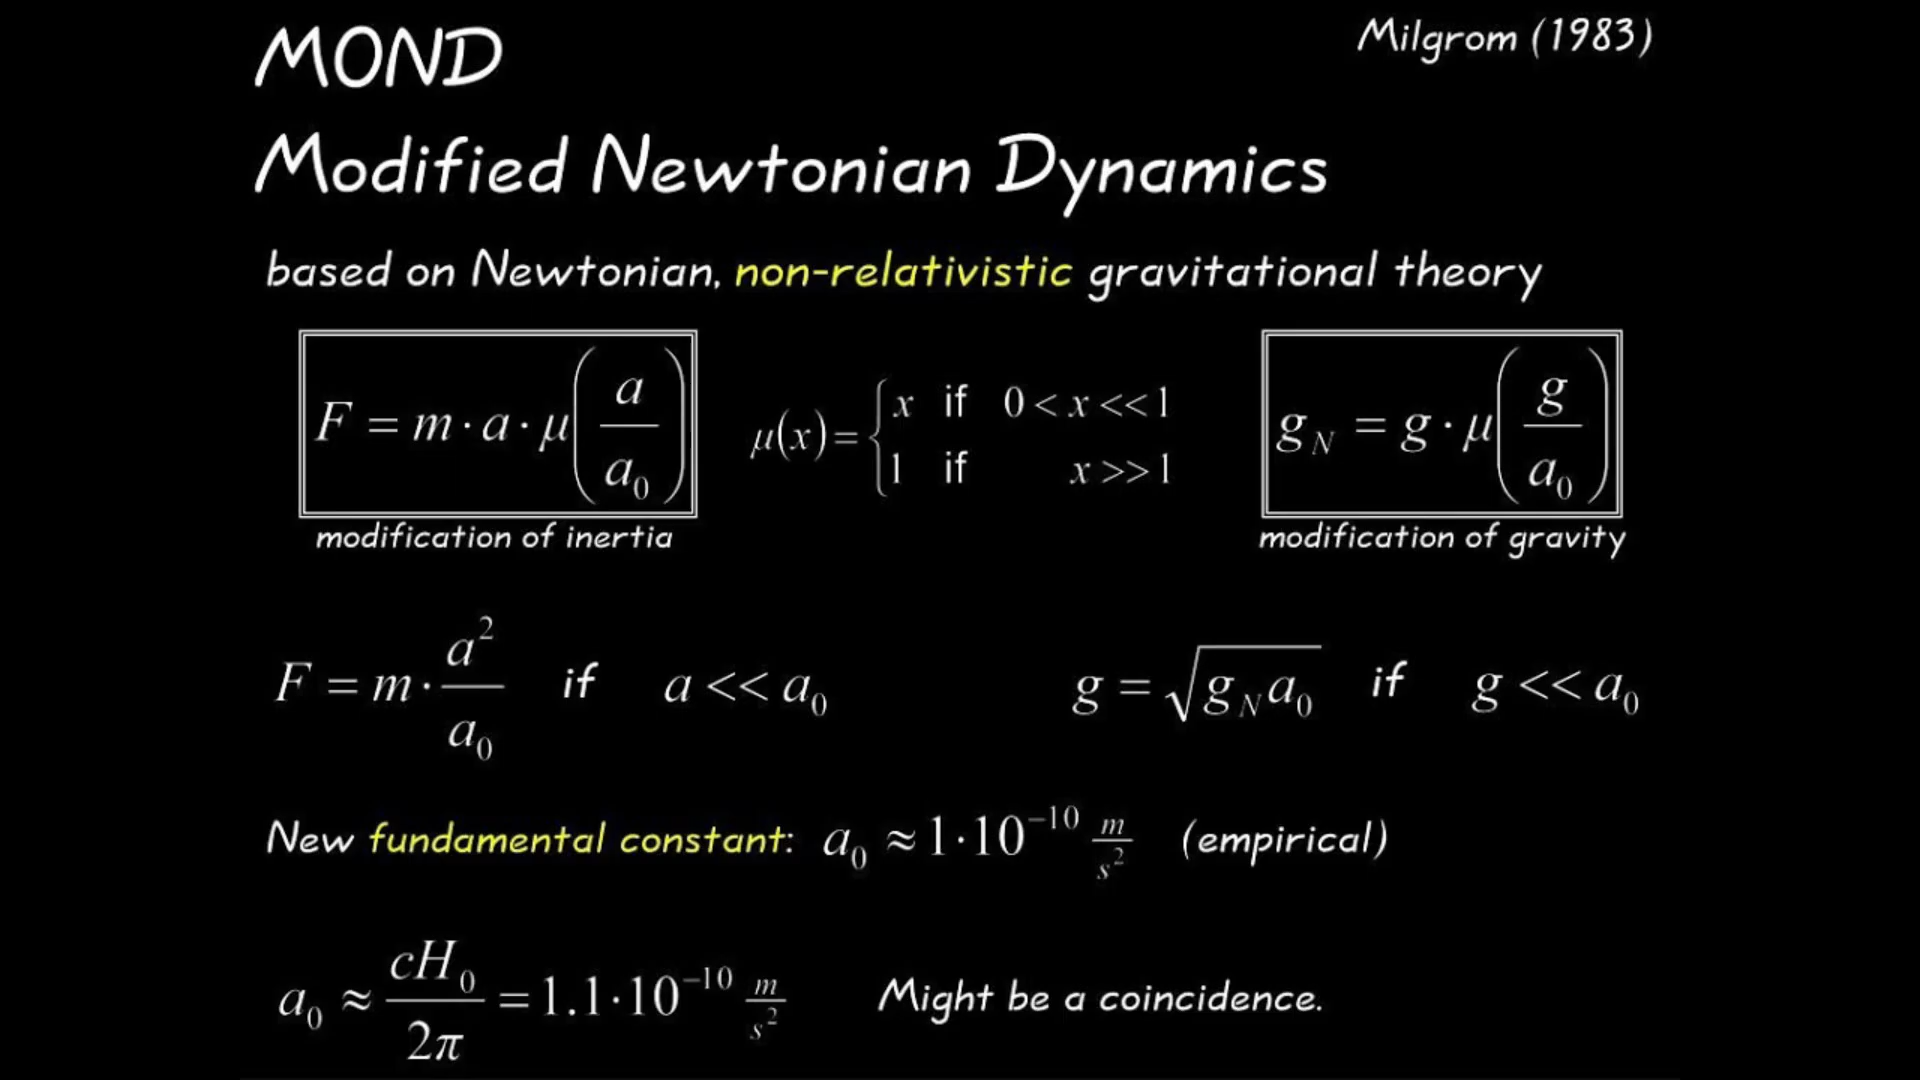 MOND
Milgrom (1983)
Modified Newtonian Dynamics
based on Newtonian, non-relativistic gravitational theory
F = m · a · μ(a/a₀)
μ(x) = { x if 0 < x << 1
1 if x >> 1
g_N = g · μ(g/a₀)
modification of inertia
modification of gravity
F = m · a²/a₀ if a << a₀
g = √(g_N a₀) if g << a₀
New fundamental constant: a₀ ≈ 1·10⁻¹⁰ m/s² (empirical)
a₀ ≈ cH₀/2π = 1.1·10⁻¹⁰ m/s² Might be a coincidence.